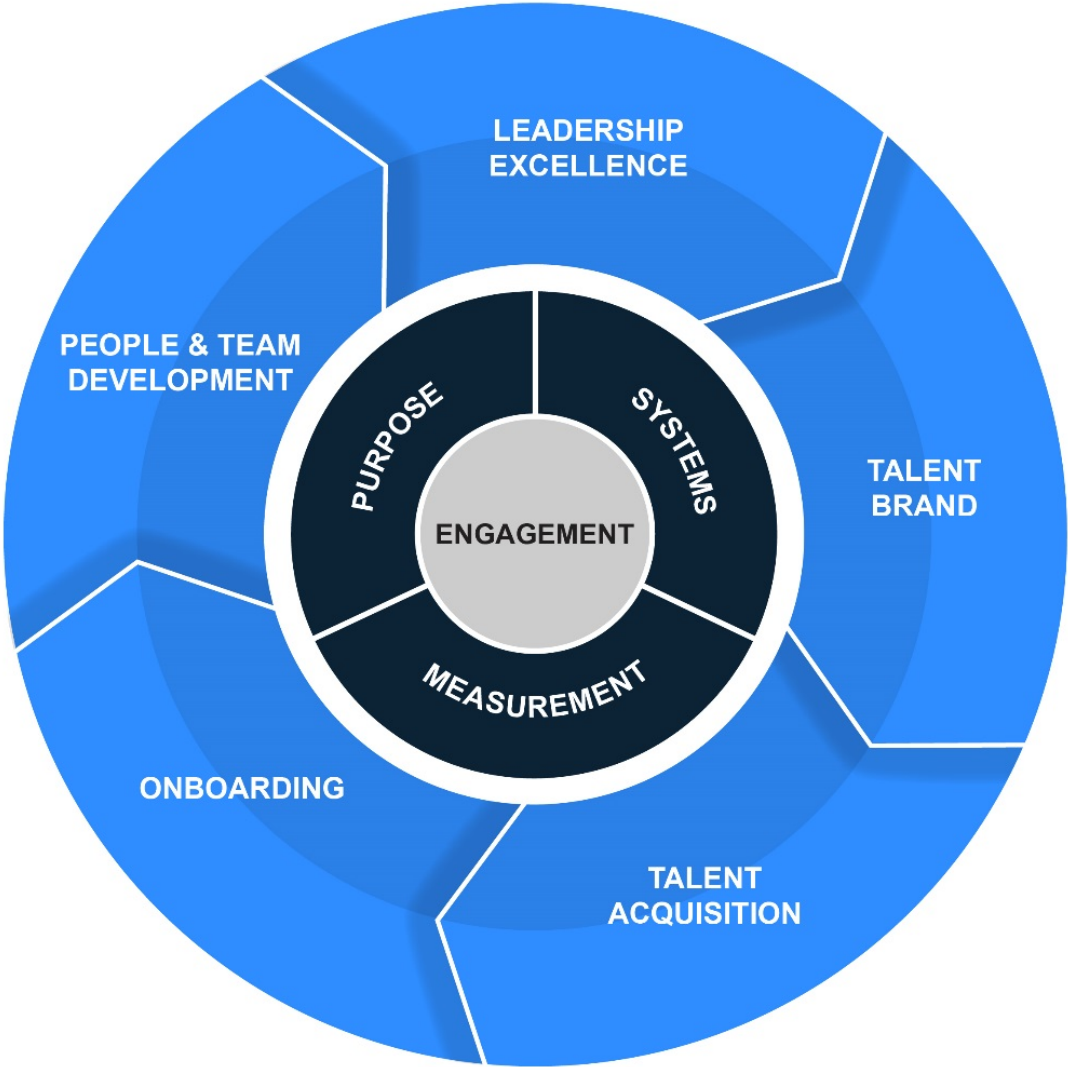 LEADERSHIP
EXCELLENCE
PEOPLE & TEAM
DEVELOPMENT
PURPOSE
SYSTEMS
TALENT
BRAND
ENGAGEMENT
MEASUREMENT
ONBOARDING
TALENT
ACQUISITION